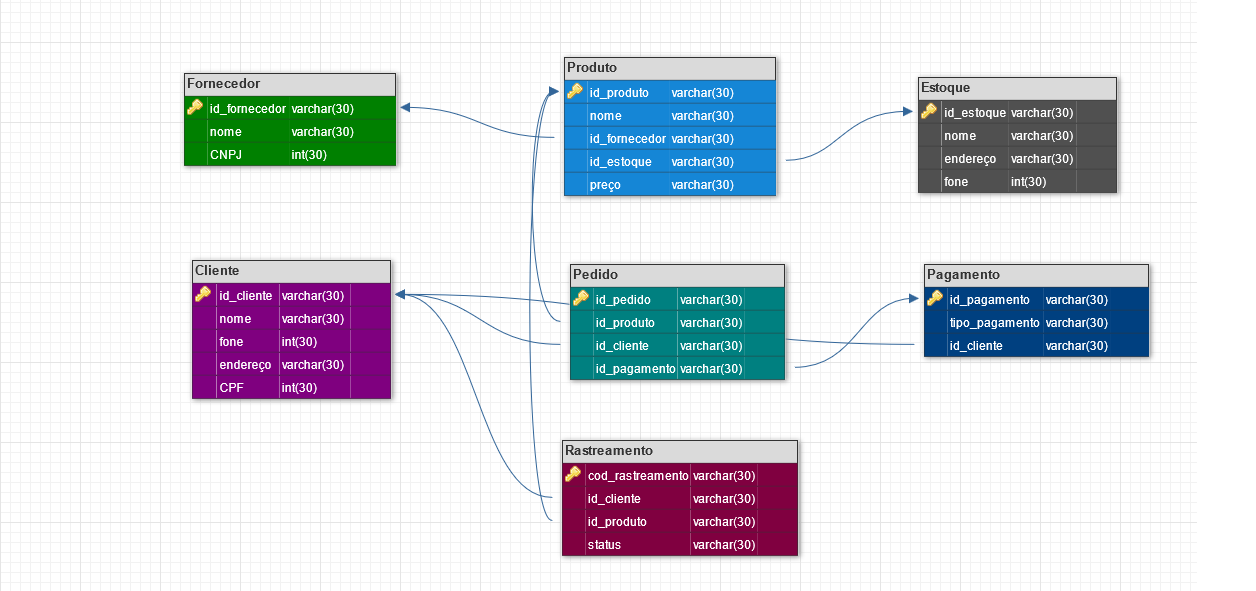 Fornecedor
id_fornecedor varchar(30)
nome varchar(30)
CNPJ int(30)
Produto
id_produto varchar(30)
nome varchar(30)
id_fornecedor varchar(30)
id_estoque varchar(30)
preço varchar(30)
Estoque
id_estoque varchar(30)
nome varchar(30)
endereço varchar(30)
fone int(30)
Cliente
id_cliente varchar(30)
nome varchar(30)
fone int(30)
endereço varchar(30)
CPF int(30)
Pedido
id_pedido varchar(30)
id_produto varchar(30)
id_cliente varchar(30)
id_pagamento varchar(30)
Pagamento
id_pagamento varchar(30)
tipo_pagamento varchar(30)
id_cliente varchar(30)
Rastreamento
cod_rastreamento varchar(30)
id_cliente varchar(30)
id_produto varchar(30)
status varchar(30)